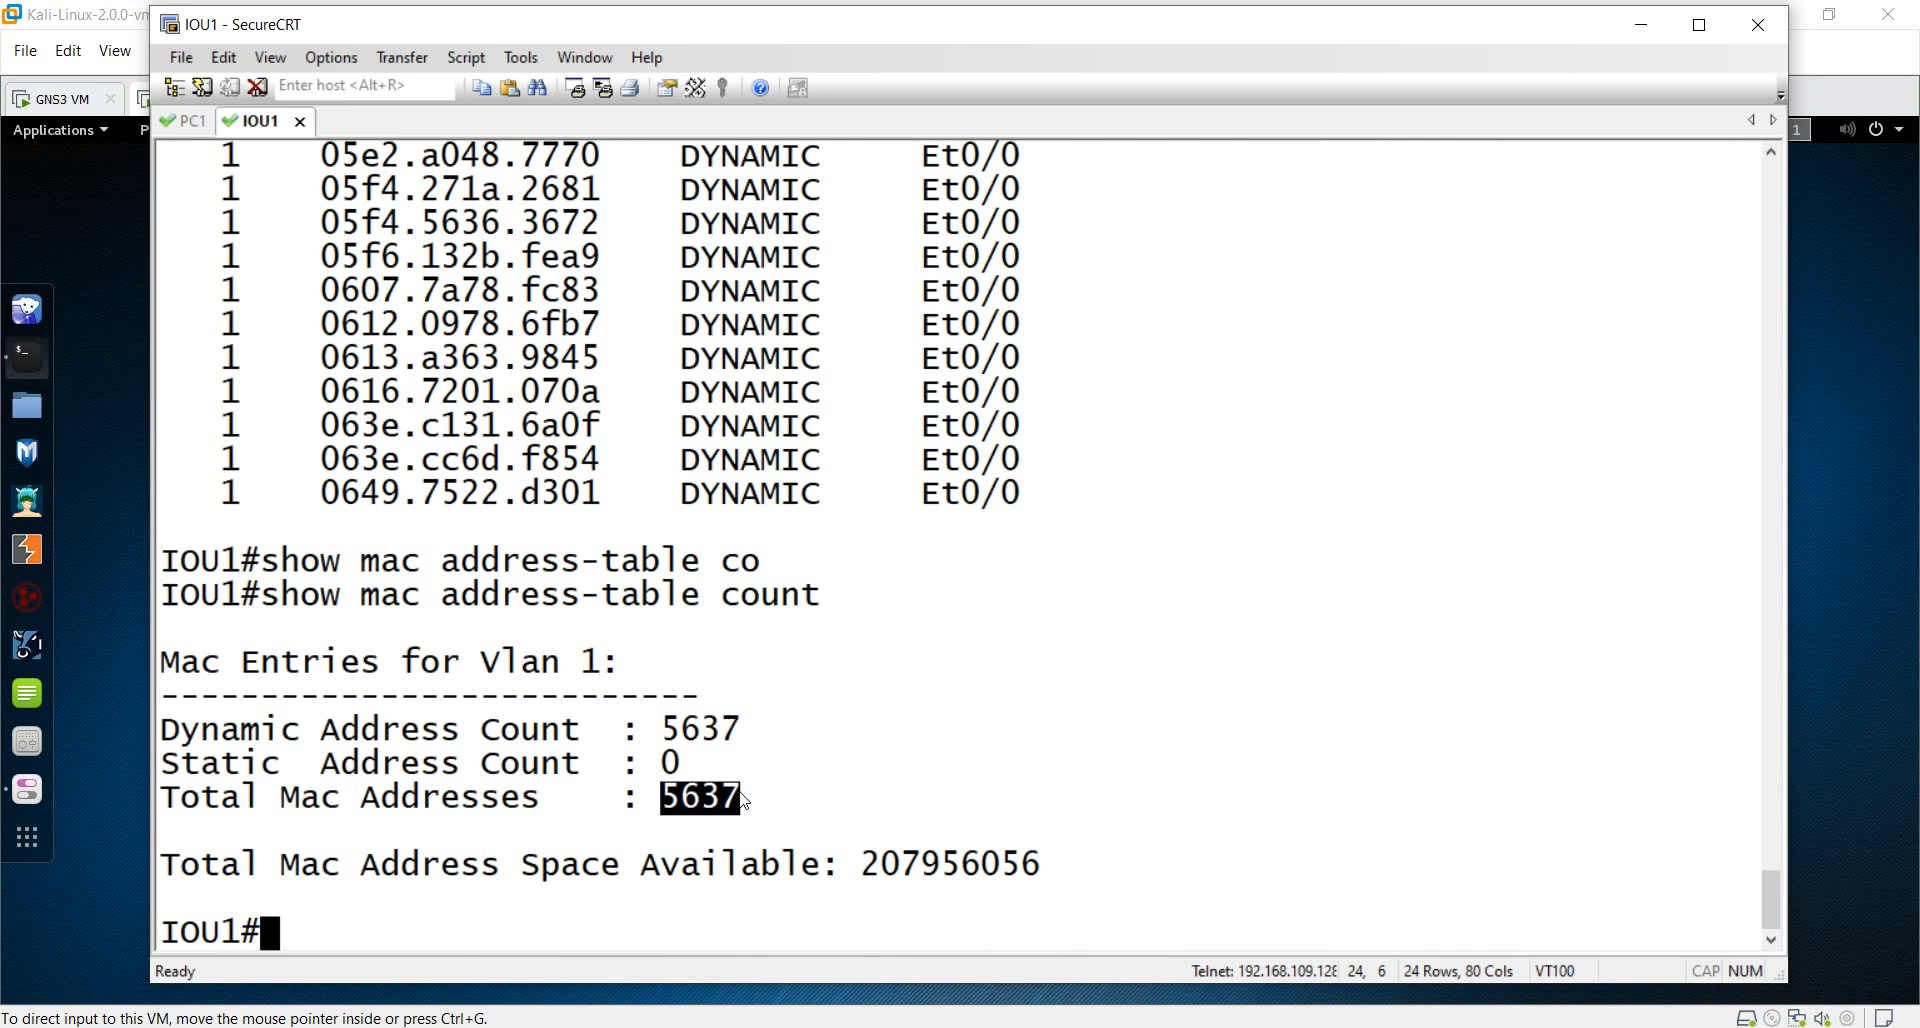 Kali-Linux-2.0.0-vm
IOU1 - SecureCRT
File Edit View
File Edit View Options Transfer Script Tools Window Help
Enter host <Alt+R>
GNS3 VM
PC1 IOU1
Applications
1
1 05e2.a048.7770 DYNAMIC Et0/0
1 05f4.271a.2681 DYNAMIC Et0/0
1 05f4.5636.3672 DYNAMIC Et0/0
1 05f6.132b.fea9 DYNAMIC Et0/0
1 0607.7a78.fc83 DYNAMIC Et0/0
1 0612.0978.6fb7 DYNAMIC Et0/0
1 0613.a363.9845 DYNAMIC Et0/0
1 0616.7201.070a DYNAMIC Et0/0
1 063e.c131.6a0f DYNAMIC Et0/0
1 063e.cc6d.f854 DYNAMIC Et0/0
1 0649.7522.d301 DYNAMIC Et0/0
IOU1#show mac address-table co
IOU1#show mac address-table count
Mac Entries for Vlan 1:
---------------------------
Dynamic Address Count : 5637
Static Address Count : 0
Total Mac Addresses : 5637
Total Mac Address Space Available: 207956056
IOU1#
Ready
Telnet: 192.168.109.128 24, 6 24 Rows, 80 Cols VT100 CAP NUM
To direct input to this VM, move the mouse pointer inside or press Ctrl+G.